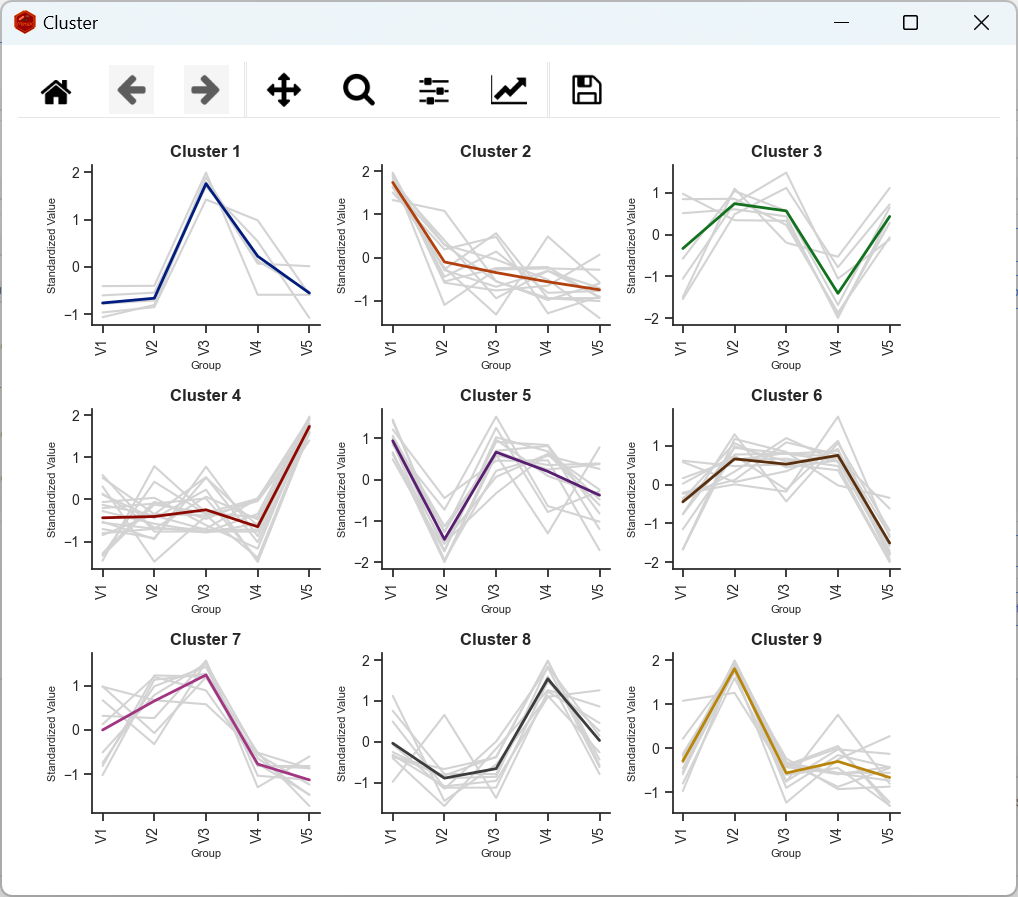 Cluster
Cluster 1
Standardized Value
2
1
0
−1
V1
V2
V3
V4
V5
Group
Cluster 2
Standardized Value
2
1
0
−1
V1
V2
V3
V4
V5
Group
Cluster 3
Standardized Value
1
0
−1
−2
V1
V2
V3
V4
V5
Group
Cluster 4
Standardized Value
2
1
0
−1
V1
V2
V3
V4
V5
Group
Cluster 5
Standardized Value
1
0
−1
−2
V1
V2
V3
V4
V5
Group
Cluster 6
Standardized Value
1
0
−1
−2
V1
V2
V3
V4
V5
Group
Cluster 7
Standardized Value
1
0
−1
V1
V2
V3
V4
V5
Group
Cluster 8
Standardized Value
2
1
0
−1
V1
V2
V3
V4
V5
Group
Cluster 9
Standardized Value
2
1
0
−1
V1
V2
V3
V4
V5
Group